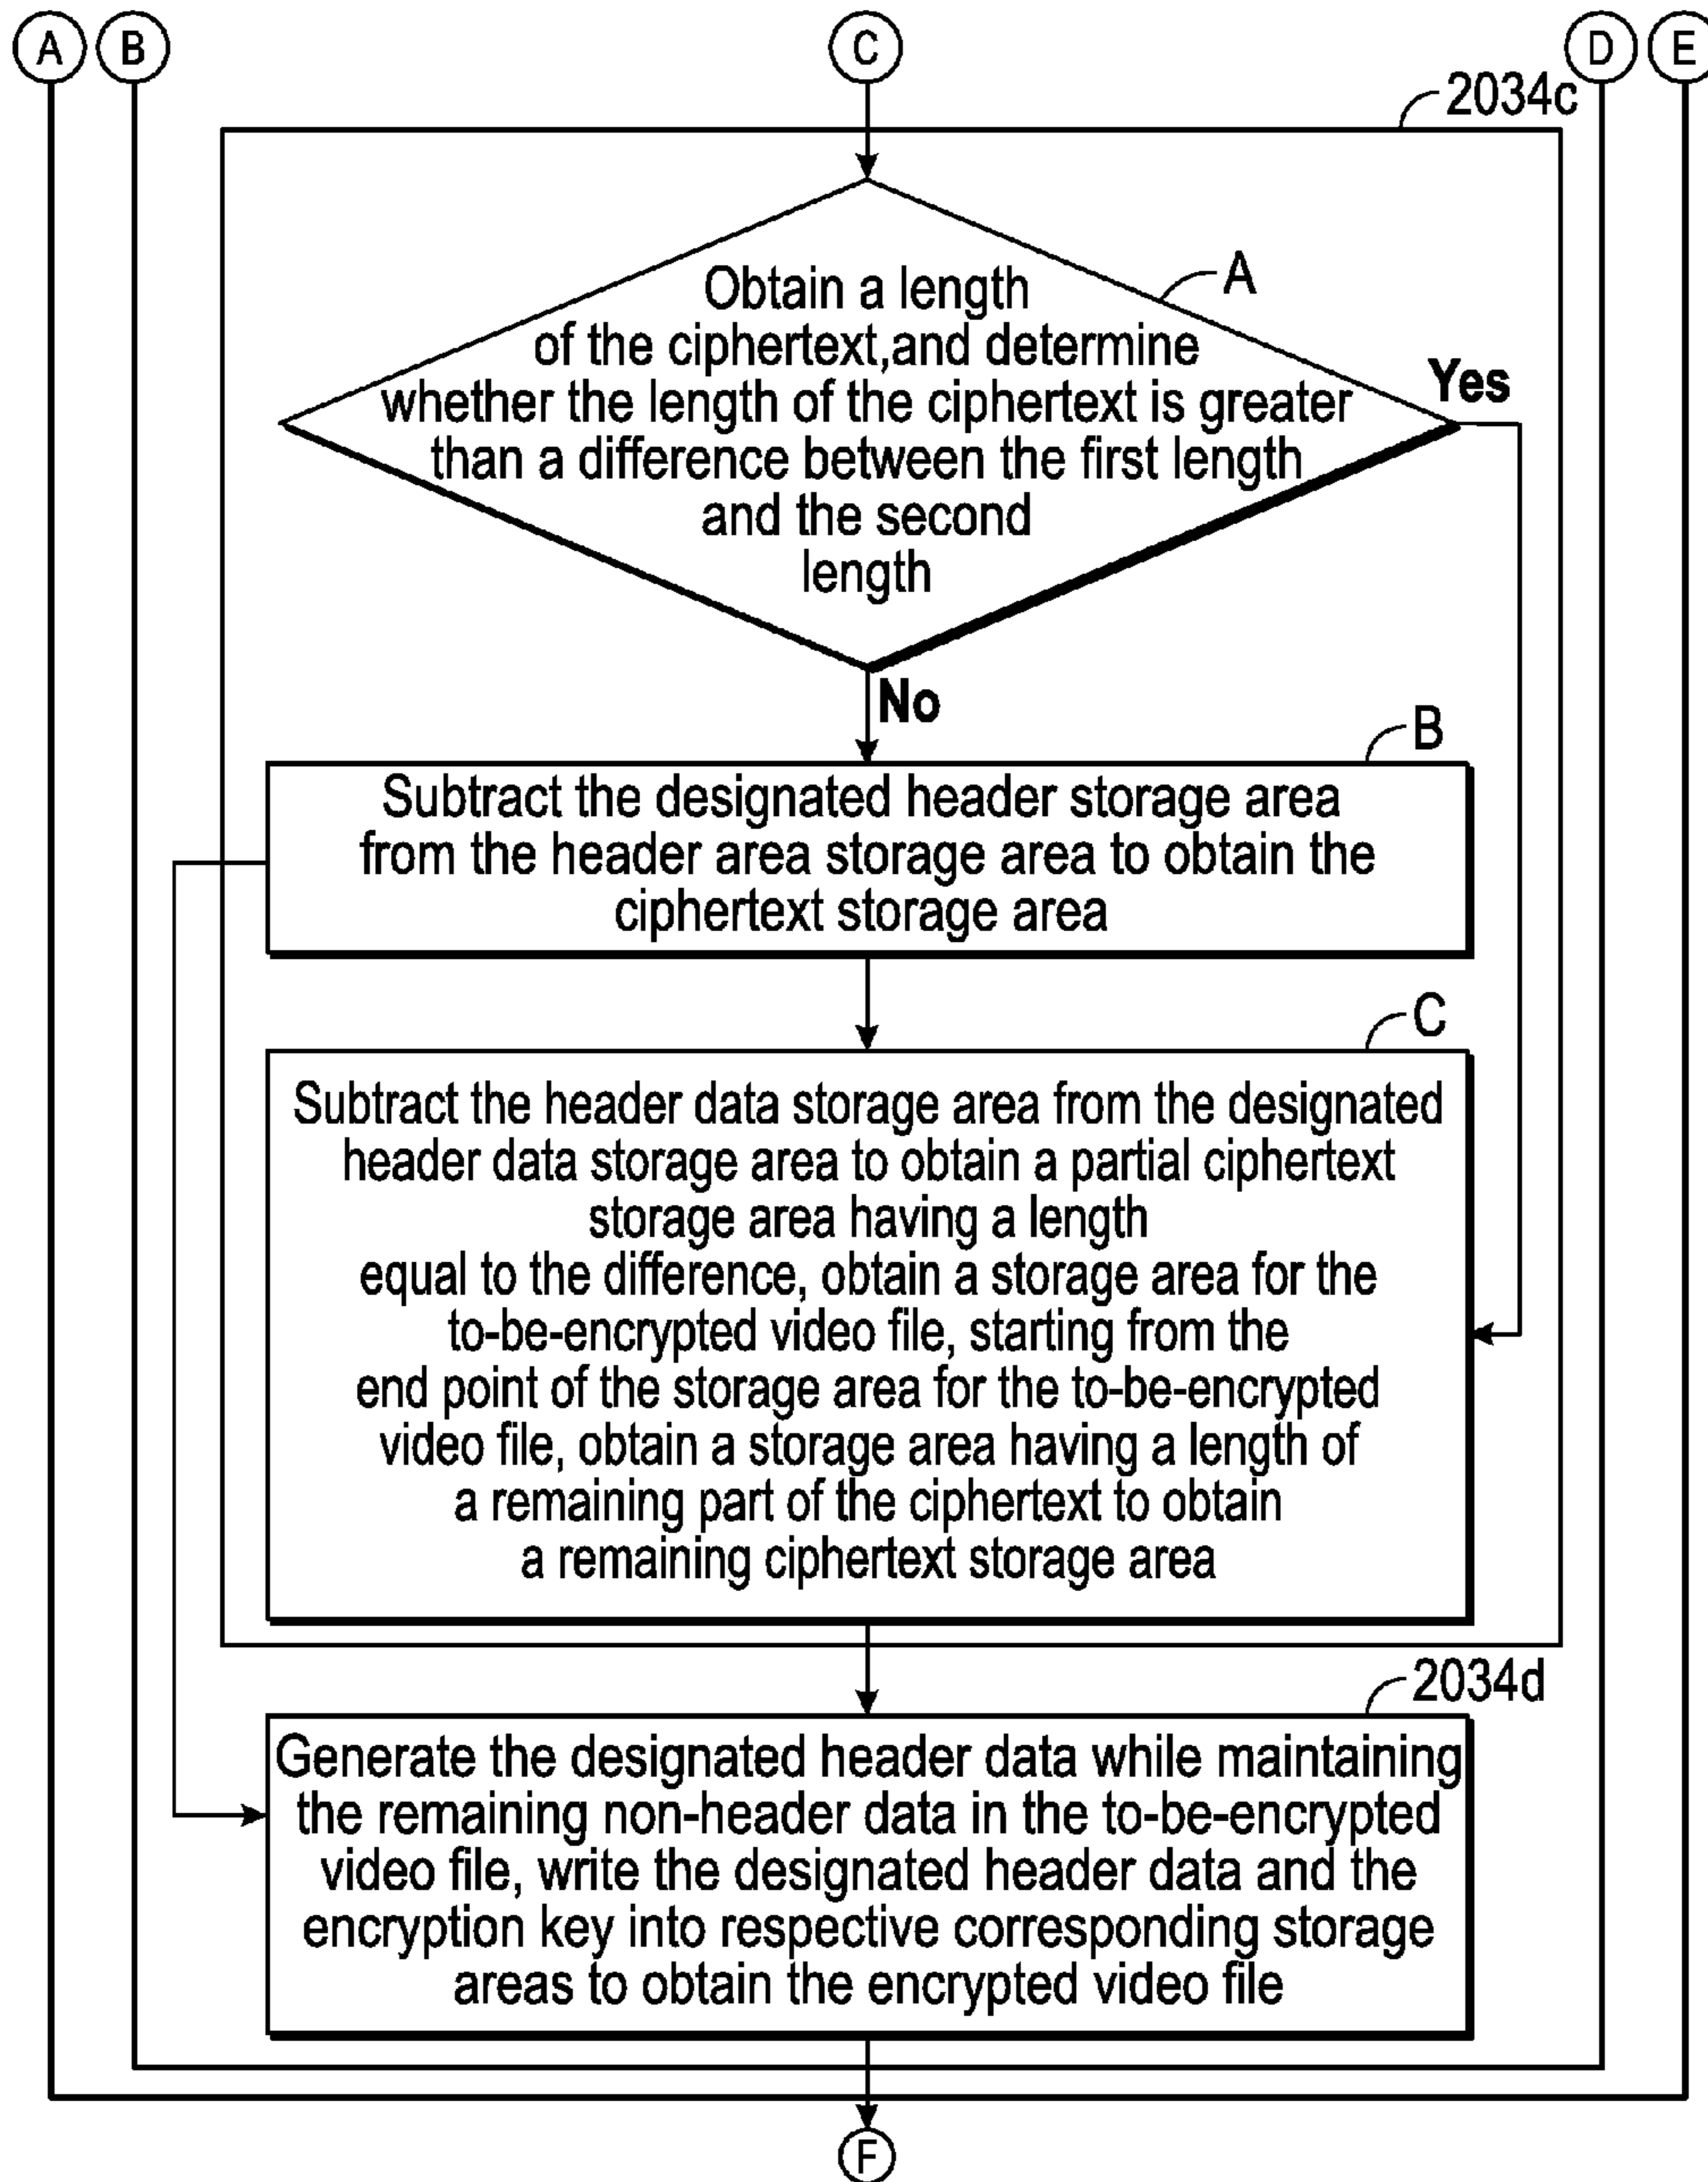 A B C D E
2034c
A
Obtain a length
of the ciphertext,and determine
whether the length of the ciphertext is greater
than a difference between the first length
and the second
length
Yes
No
B
Subtract the designated header storage area
from the header area storage area to obtain the
ciphertext storage area
C
Subtract the header data storage area from the designated
header data storage area to obtain a partial ciphertext
storage area having a length
equal to the difference, obtain a storage area for the
to-be-encrypted video file, starting from the
end point of the storage area for the to-be-encrypted
video file, obtain a storage area having a length of
a remaining part of the ciphertext to obtain
a remaining ciphertext storage area
2034d
Generate the designated header data while maintaining
the remaining non-header data in the to-be-encrypted
video file, write the designated header data and the
encryption key into respective corresponding storage
areas to obtain the encrypted video file
F